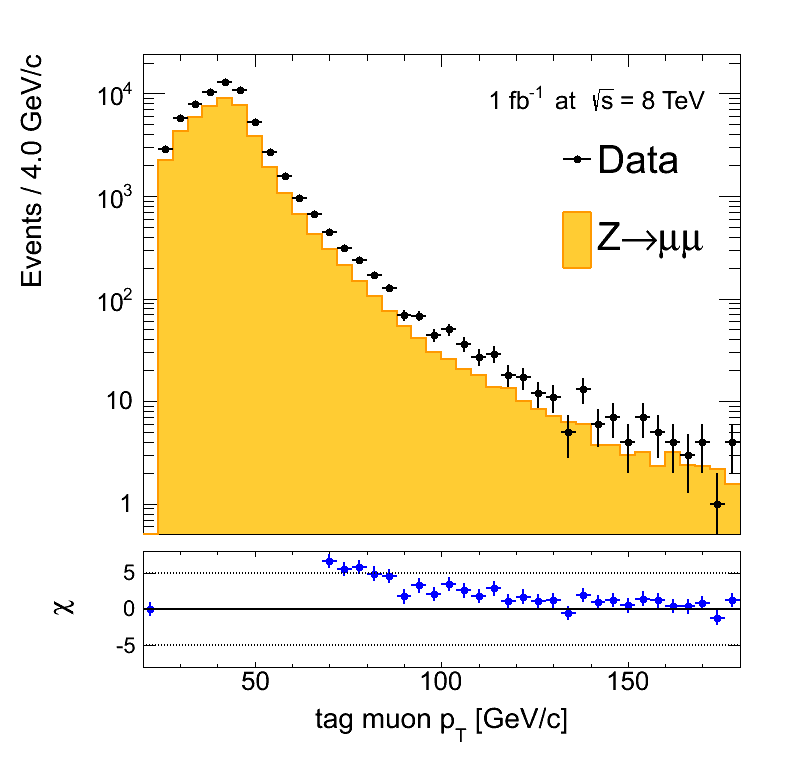 Events / 4.0 GeV/c
10⁴
10³
10²
10
1
1 fb⁻¹ at √s = 8 TeV
Data
Z→μμ
χ
5
0
-5
50 100 150
tag muon p_T [GeV/c]